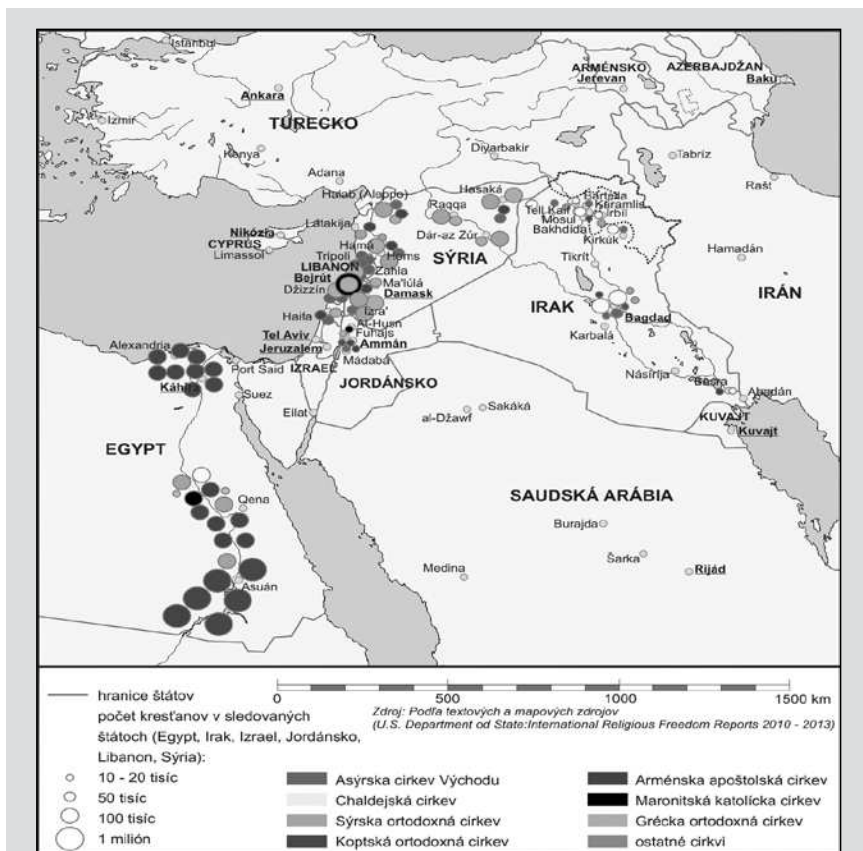 Istanbul
ARMÉNSKO
AZERBAJDŽAN
Jerevan
Baku
Ankara
Izmir
TURECKO
Kenya
Diyarbakir
Tabríz
Adana
Rašt
Halab (Aleppo)
Hasaká
Raqqa
Bartella
Karamlis
Tell Kaif
Irbíl
Mosul
Bakhdída
Latakija
Nikózia
CYPRUS
Limassol
Hamá
Dár-az Zúr
Kirkúk
Homs
SÝRIA
Tripoli
Hamadán
LIBANON
Zahla
Tikrít
Bejrút
Ma'lúlá
Džizzín
Damask
IRAK
IRÁN
Izra'
Bagdad
Haifa
Al-Husn
Fuhajs
Karbalá
Tel Aviv
Ammán
Alexandria
Jeruzalem
Mádabá
Port Said
IZRAEL
JORDÁNSKO
Násiríja
Basra
Abadán
Káhira
Suez
Eilat
al-Džawf
Sakáká
KUVAJT
Kuvajt
EGYPT
Qena
SAUDSKÁ ARÁBIA
Burajda
Šarka
Medina
Rijád
Asuán
hranice štátov
0 500 1000 1500 km
počet kresťanov v sledovaných
štátoch (Egypt, Irak, Izrael, Jordánsko,
Libanon, Sýria):
Zdroj: Podľa textových a mapových zdrojov
(U.S. Department od State:International Religious Freedom Reports 2010 - 2013)
10 - 20 tisíc
50 tisíc
100 tisíc
1 milión
Asýrska cirkev Východu
Chaldejská cirkev
Sýrska ortodoxná cirkev
Koptská ortodoxná cirkev
Arménska apoštolská cirkev
Maronitská katolícka cirkev
Grécka ortodoxná cirkev
ostatné cirkvi